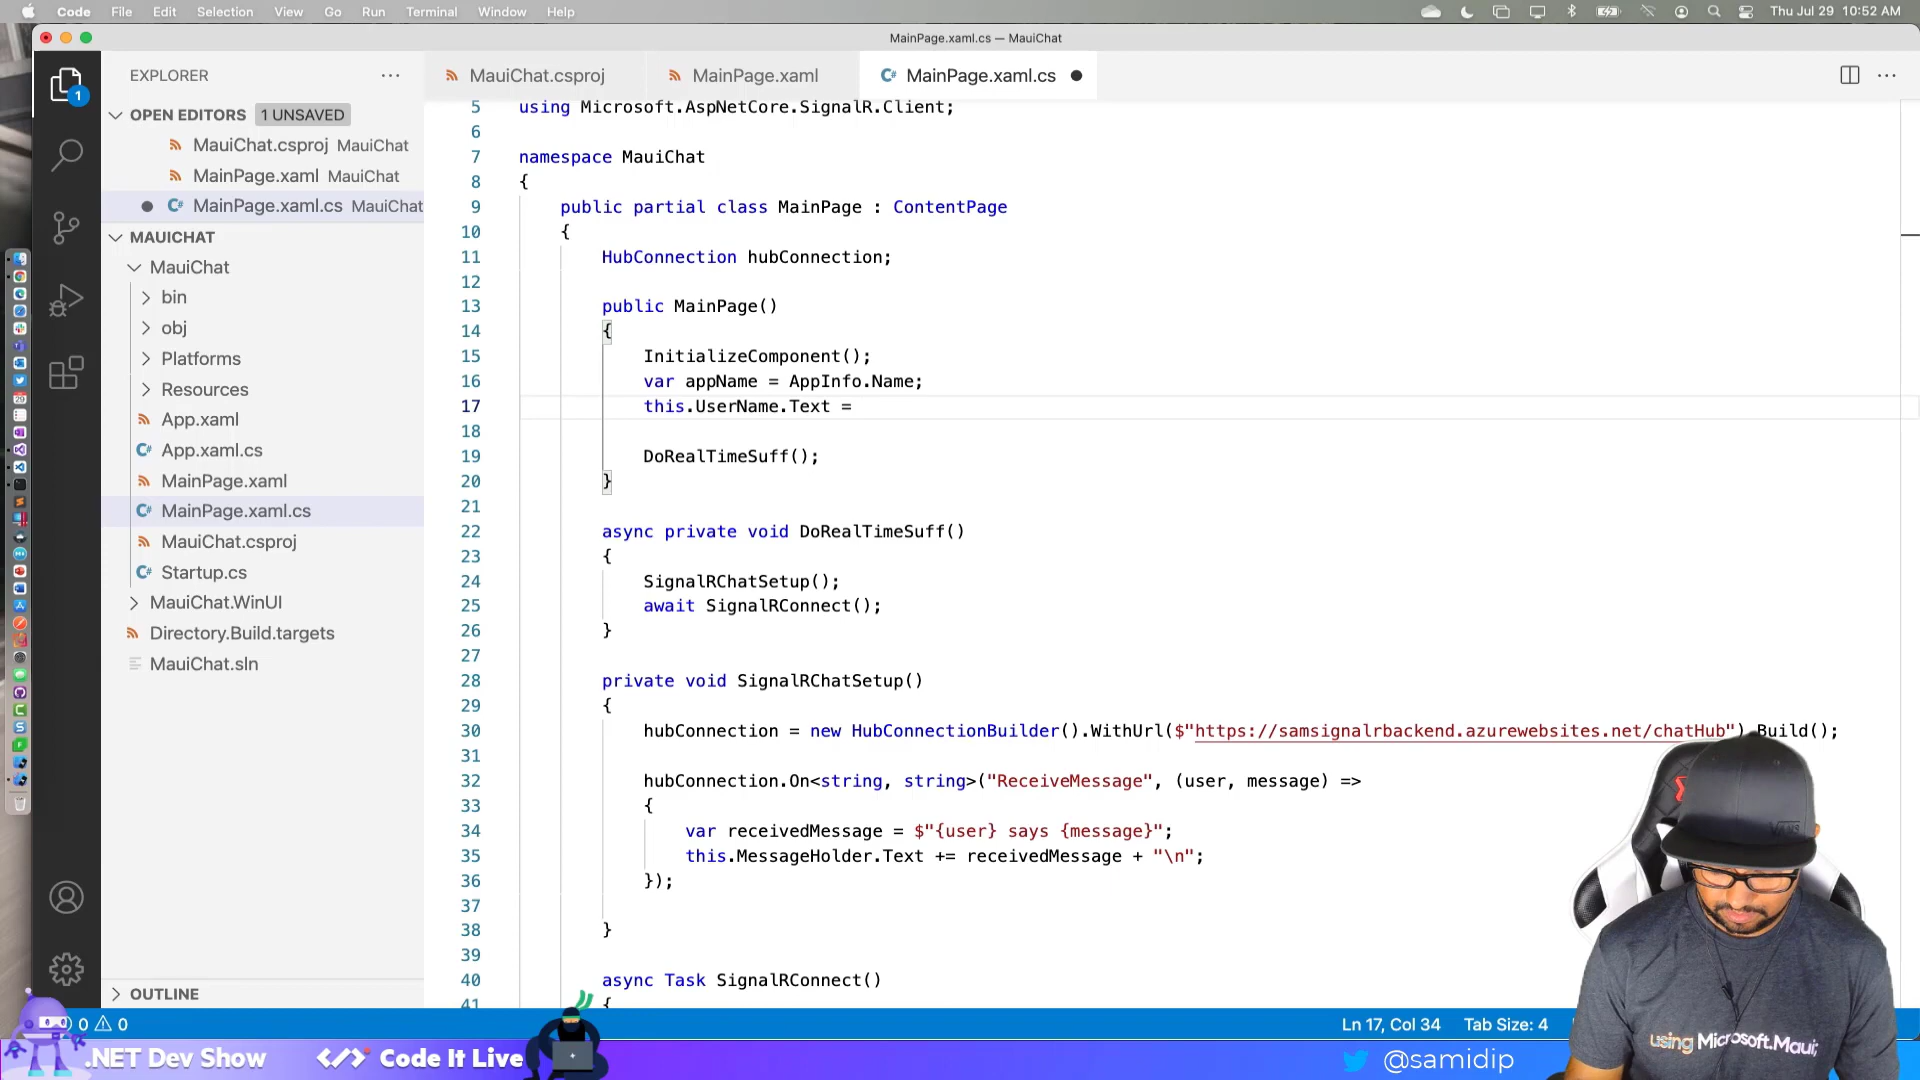 Code File Edit Selection View Go Run Terminal Window Help
Thu Jul 29 10:52 AM
MainPage.xaml.cs — MauiChat
EXPLORER
MauiChat.csproj
MainPage.xaml
MainPage.xaml.cs
1
OPEN EDITORS 1 UNSAVED
MauiChat.csproj MauiChat
MainPage.xaml MauiChat
MainPage.xaml.cs MauiChat
MAUICHAT
MauiChat
bin
obj
Platforms
Resources
App.xaml
App.xaml.cs
MainPage.xaml
MainPage.xaml.cs
MauiChat.csproj
Startup.cs
MauiChat.WinUI
Directory.Build.targets
MauiChat.sln
OUTLINE
5 using Microsoft.AspNetCore.SignalR.Client;
6
7 namespace MauiChat
8 {
9 public partial class MainPage : ContentPage
10 {
11 HubConnection hubConnection;
12
13 public MainPage()
14 {
15 InitializeComponent();
16 var appName = AppInfo.Name;
17 this.UserName.Text =
18
19 DoRealTimeSuff();
20 }
21
22 async private void DoRealTimeSuff()
23 {
24 SignalRChatSetup();
25 await SignalRConnect();
26 }
27
28 private void SignalRChatSetup()
29 {
30 hubConnection = new HubConnectionBuilder().WithUrl($"https://samsignalrbackend.azurewebsites.net/chatHub").Build();
31
32 hubConnection.On<string, string>("ReceiveMessage", (user, message) =>
33 {
34 var receivedMessage = $"{user} says {message}";
35 this.MessageHolder.Text += receivedMessage + "\n";
36 });
37
38 }
39
40 async Task SignalRConnect()
41 {
0 0
Ln 17, Col 34 Tab Size: 4
.NET Dev Show
Code It Live
@samidip
VANS
using Microsoft.Maui;